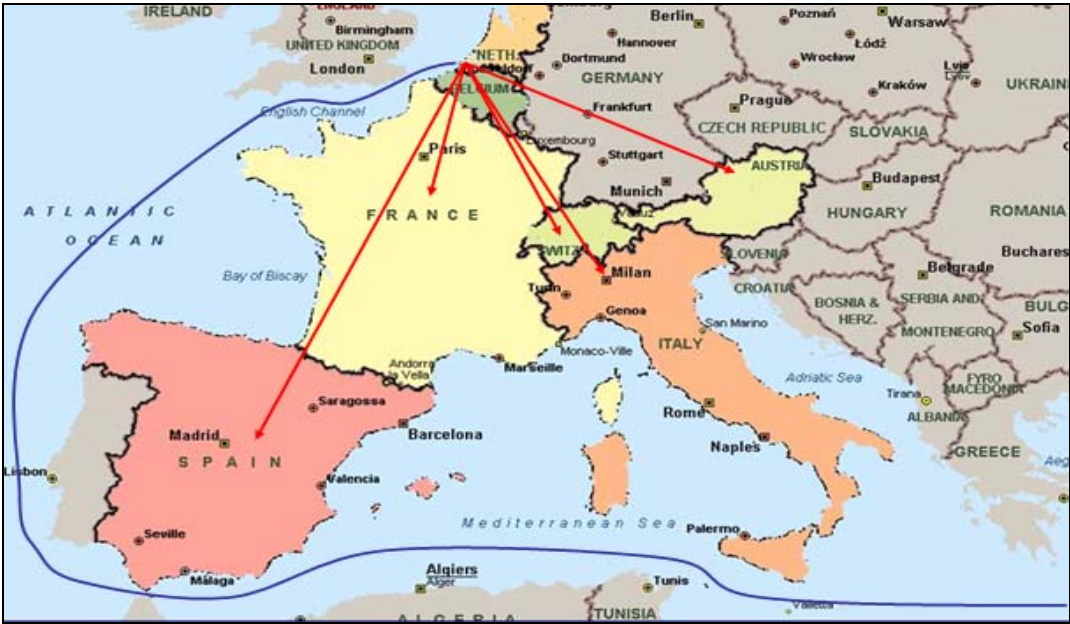 IRELAND
Birmingham
UNITED KINGDOM
London
English Channel
NETH.
BELGIUM
Luxembourg
Berlin
Hannover
Dortmund
GERMANY
Frankfurt
Stuttgart
Munich
Poznań
Warsaw
Łódź
Wrocław
Kraków
Prague
CZECH REPUBLIC
SLOVAKIA
AUSTRIA
Budapest
HUNGARY
ROMANIA
ATLANTIC
OCEAN
Paris
FRANCE
Bay of Biscay
Vaduz
SWITZ.
Milan
Turin
Genoa
SLOVENIA
CROATIA
BOSNIA &
HERZ.
Belgrade
SERBIA AND
MONTENEGRO
Sofia
San Marino
ITALY
Monaco-Ville
Marseille
Andorra
la Vella
Adriatic Sea
Tirana
FYRO
MACEDONIA
ALBANIA
GREECE
Saragossa
Madrid
SPAIN
Barcelona
Rome
Naples
Lisbon
Valencia
Seville
Málaga
Mediterranean Sea
Palermo
Algiers
Alger
Tunis
TUNISIA
ALGERIA
Valletta